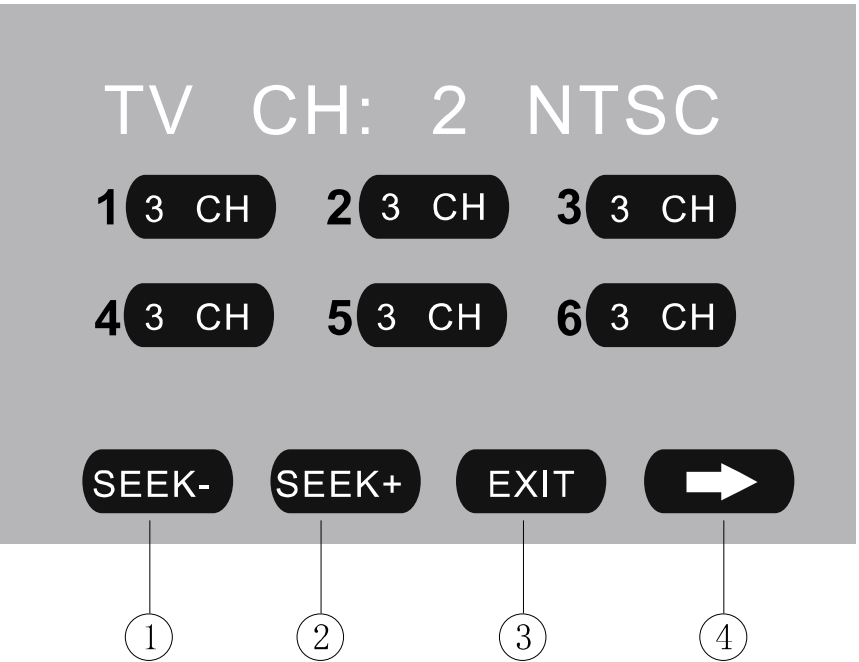 TV CH: 2 NTSC
1 3 CH 2 3 CH 3 3 CH
4 3 CH 5 3 CH 6 3 CH
SEEK- SEEK+ EXIT
1 2 3 4